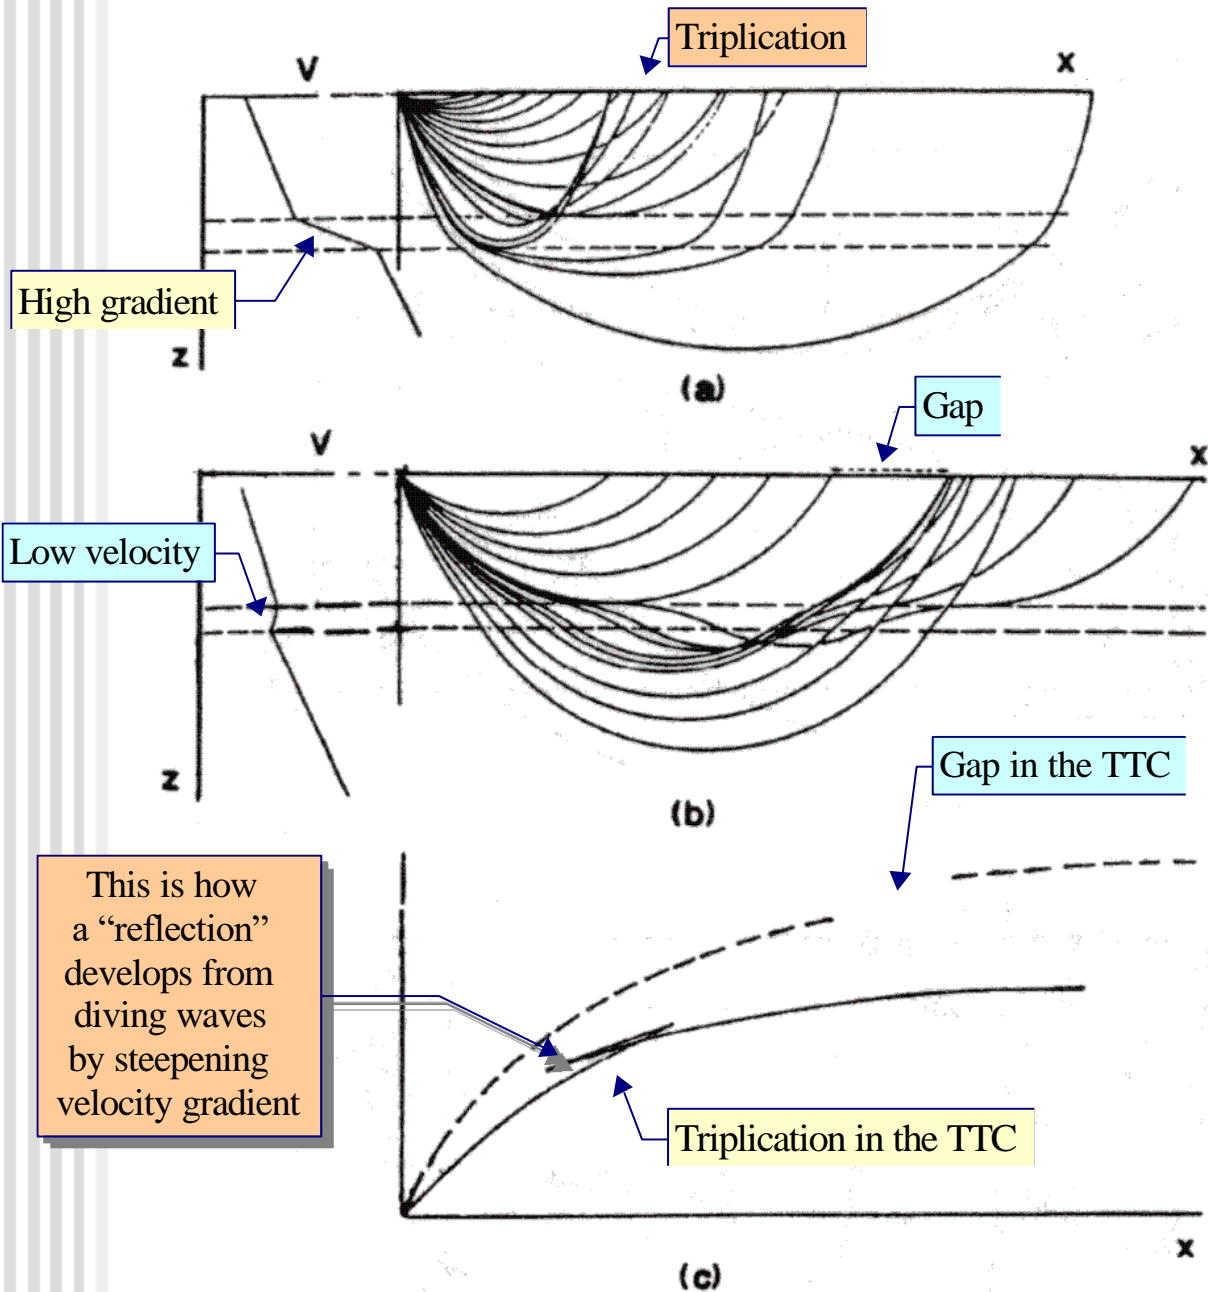 Triplication
V
x
High gradient
z
(a)
Gap
V
x
Low velocity
z
Gap in the TTC
(b)
This is how
a “reflection”
develops from
diving waves
by steepening
velocity gradient
Triplication in the TTC
x
(c)